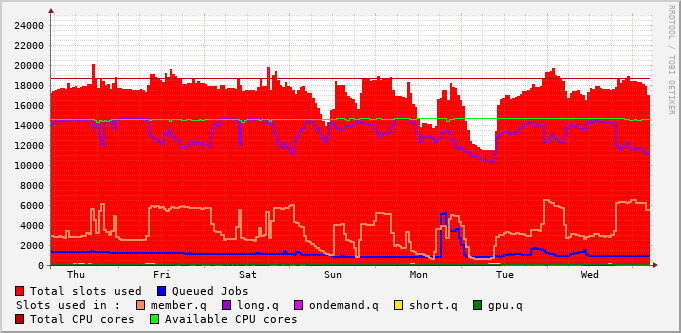 24000
22000
20000
18000
16000
14000
12000
10000
8000
6000
4000
2000
0
Thu Fri Sat Sun Mon Tue Wed
RRDTOOL / TOBI OETIKER
Total slots used Queued Jobs
Slots used in : member.q long.q ondemand.q short.q gpu.q
Total CPU cores
Available CPU cores